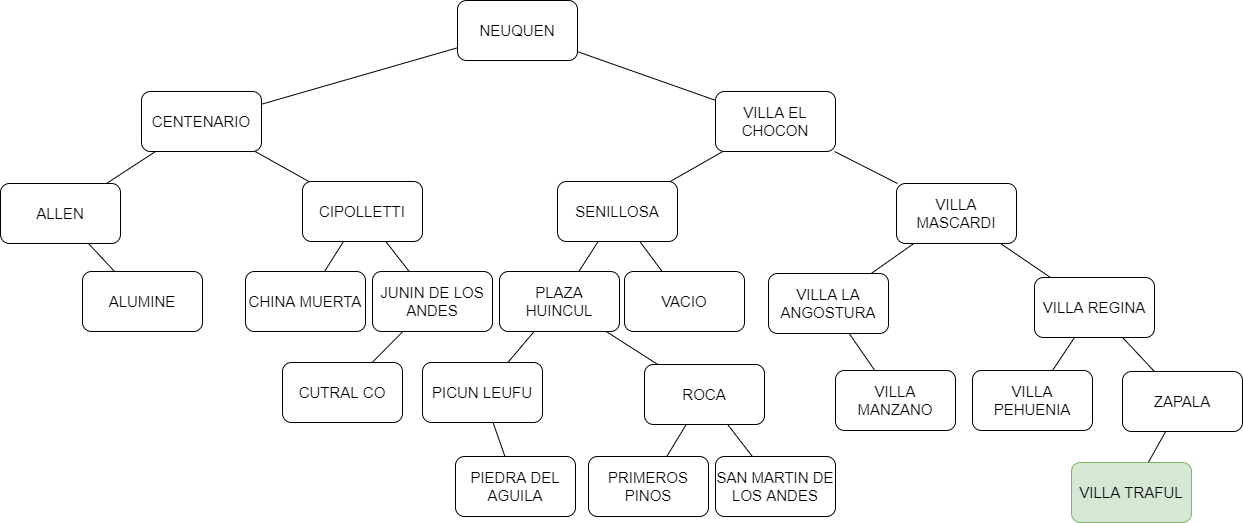 NEUQUEN
CENTENARIO
VILLA EL
CHOCON
ALLEN
CIPOLLETTI
SENILLOSA
VILLA
MASCARDI
ALUMINE
CHINA MUERTA
JUNIN DE LOS
ANDES
PLAZA
HUINCUL
VACIO
VILLA LA
ANGOSTURA
VILLA REGINA
CUTRAL CO
PICUN LEUFU
ROCA
VILLA
MANZANO
VILLA
PEHUENIA
ZAPALA
PIEDRA DEL
AGUILA
PRIMEROS
PINOS
SAN MARTIN DE
LOS ANDES
VILLA TRAFUL